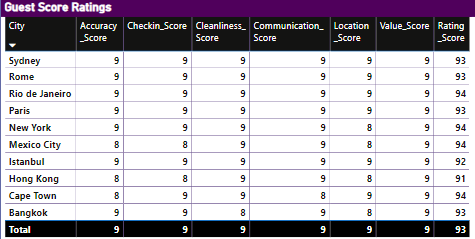 Guest Score Ratings
City Accuracy_Score Checkin_Score Cleanliness_Score Communication_Score Location_Score Value_Score Rating_Score
Sydney 9 9 9 9 9 9 93
Rome 9 9 9 9 9 9 93
Rio de Janeiro 9 9 9 9 9 9 94
Paris 9 9 9 9 9 9 93
New York 9 9 9 9 8 9 94
Mexico City 8 8 9 9 8 9 94
Istanbul 9 9 9 9 9 9 92
Hong Kong 8 8 9 9 8 9 91
Cape Town 8 9 9 8 9 9 94
Bangkok 9 9 8 9 8 9 93
Total 9 9 9 9 9 9 93